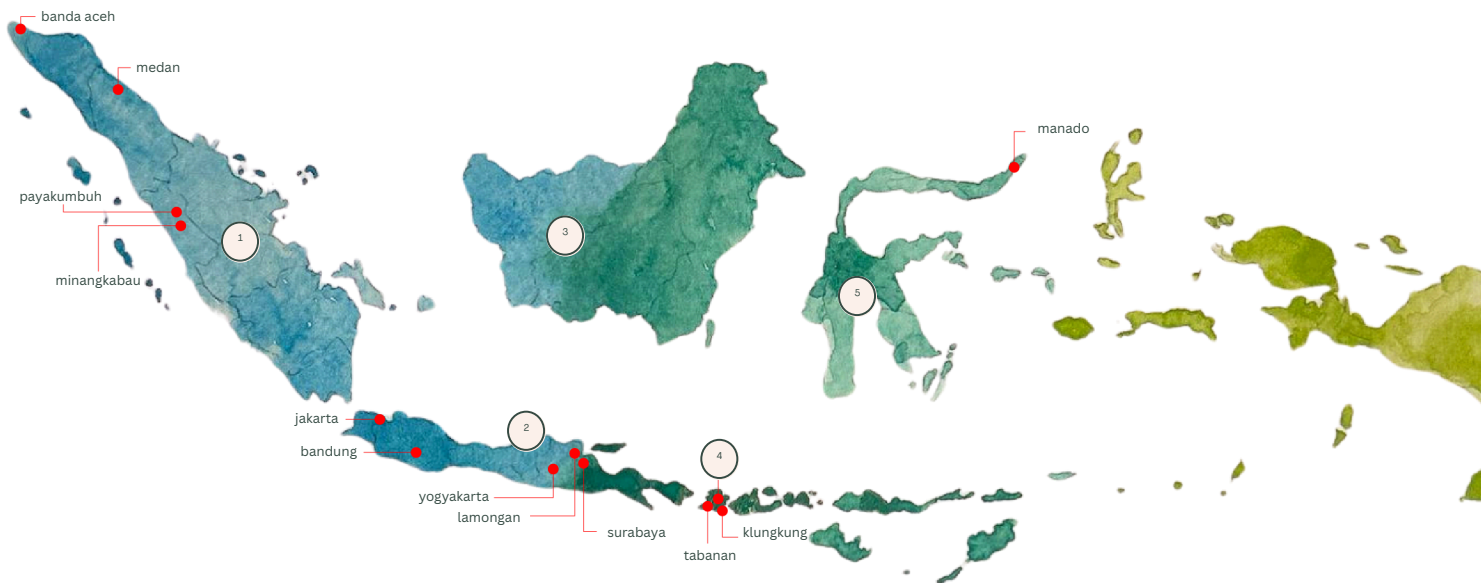 banda aceh
medan
manado
payakumbuh
1
3
minangkabau
5
jakarta
2
bandung
4
yogyakarta
lamongan
surabaya
klungkung
tabanan